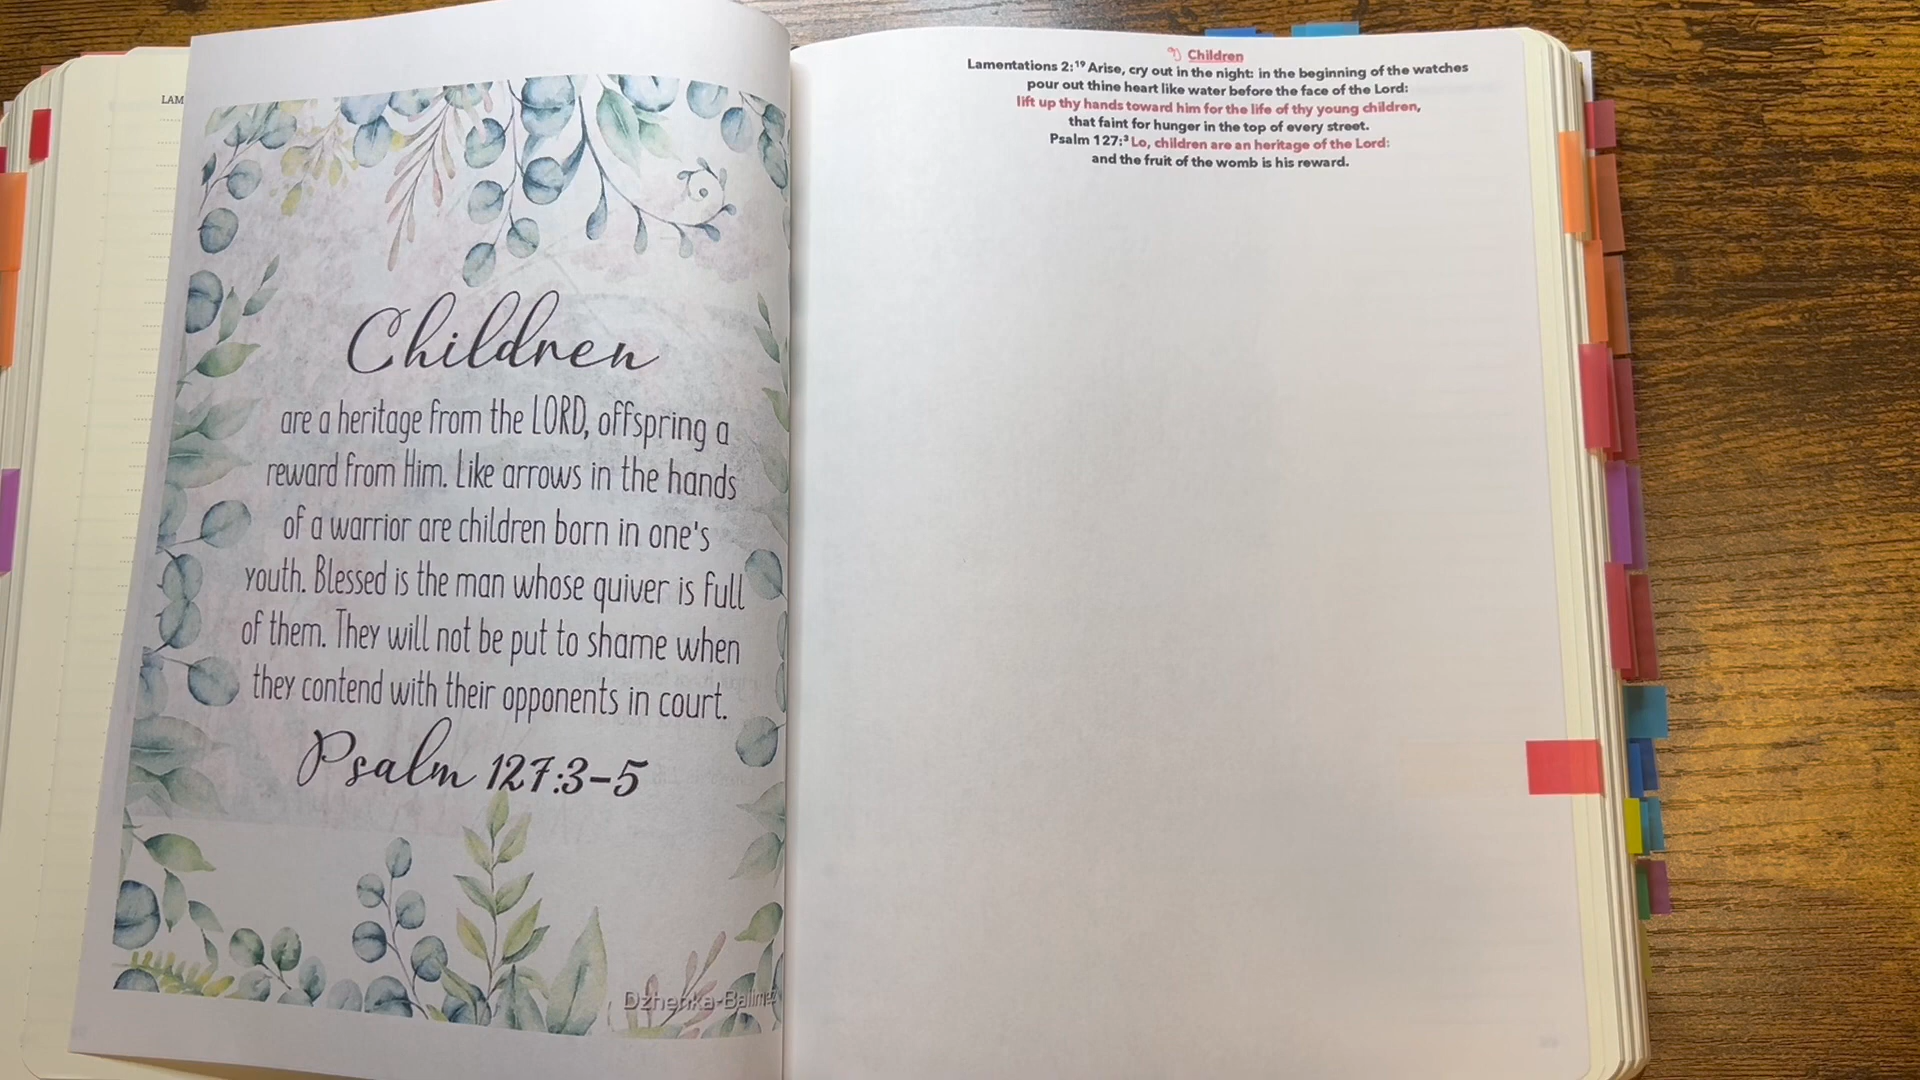 LAM
Children
are a heritage from the LORD, offspring a
reward from Him. Like arrows in the hands
of a warrior are children born in one's
youth. Blessed is the man whose quiver is full
of them. They will not be put to shame when
they contend with their opponents in court.
Psalm 127:3-5
Children
Lamentations 2:¹⁹ Arise, cry out in the night: in the beginning of the watches
pour out thine heart like water before the face of the Lord:
lift up thy hands toward him for the life of thy young children,
that faint for hunger in the top of every street.
Psalm 127:³ Lo, children are an heritage of the Lord:
and the fruit of the womb is his reward.